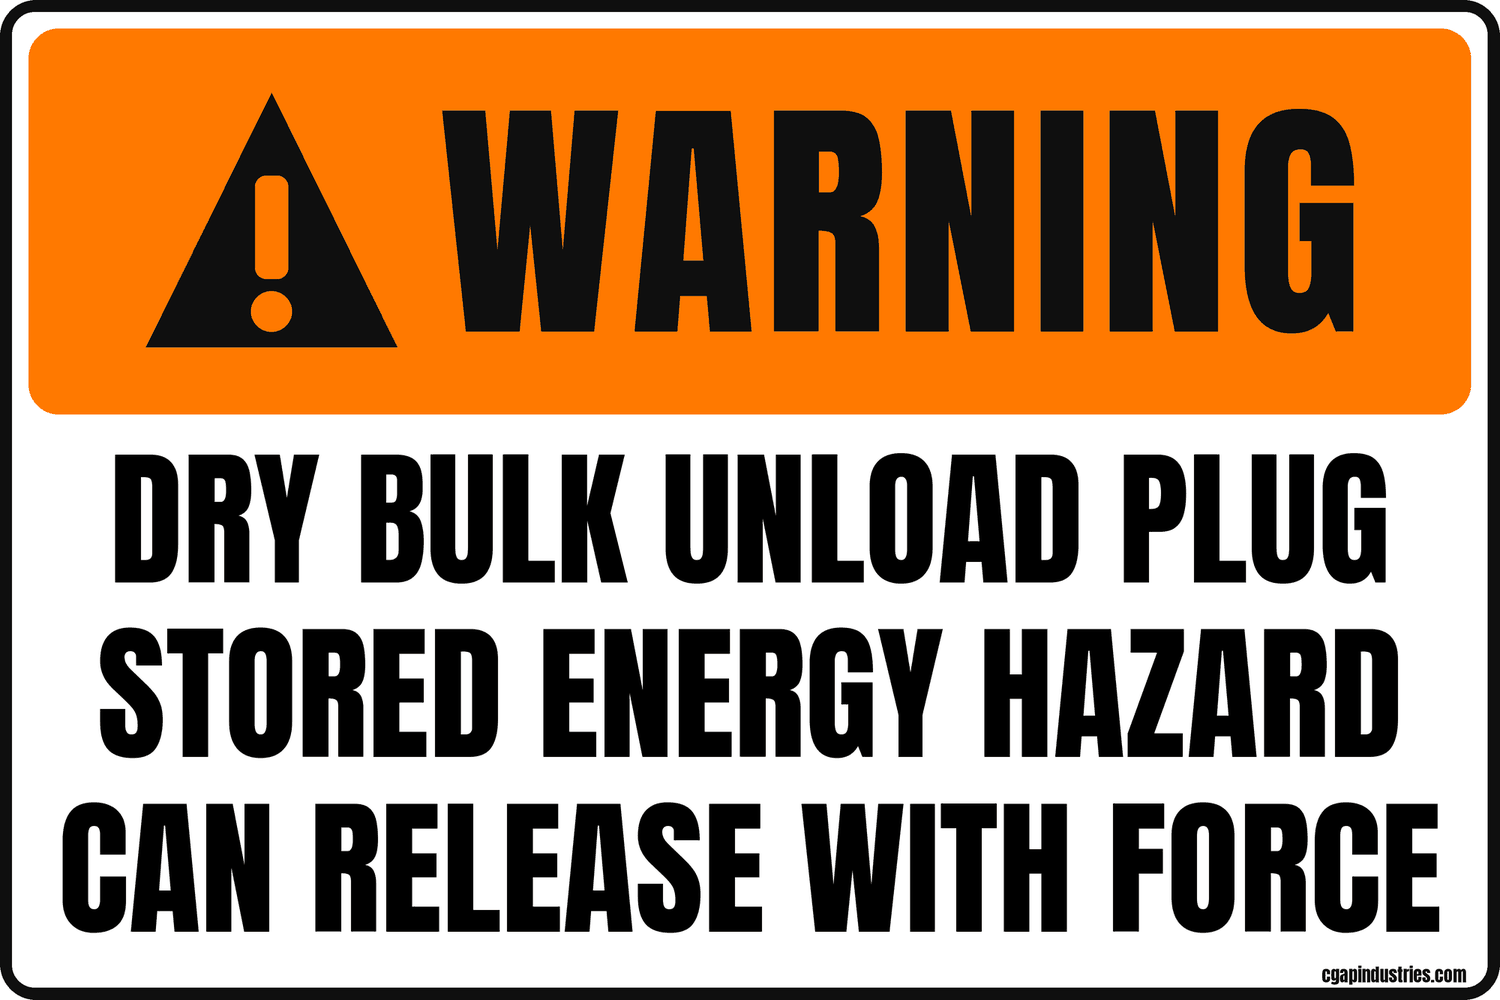 WARNING
DRY BULK UNLOAD PLUG
STORED ENERGY HAZARD
CAN RELEASE WITH FORCE
cgapindustries.com